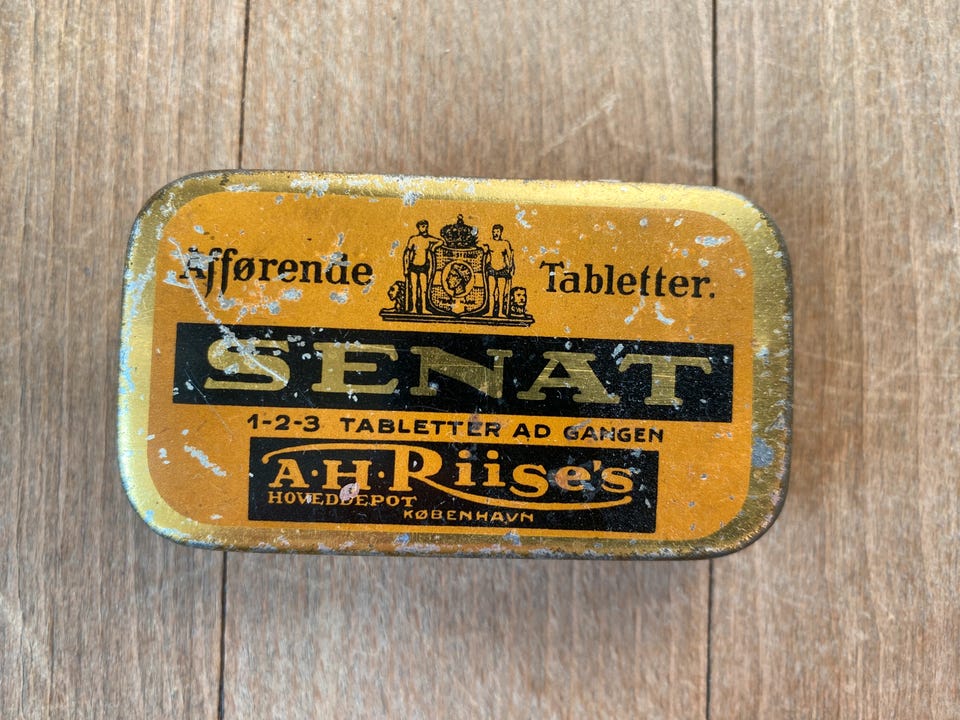 Afførende Tabletter.
SENAT
1-2-3 TABLETTER AD GANGEN
A·H·Riise's
HOVEDDEPOT
KØBENHAVN